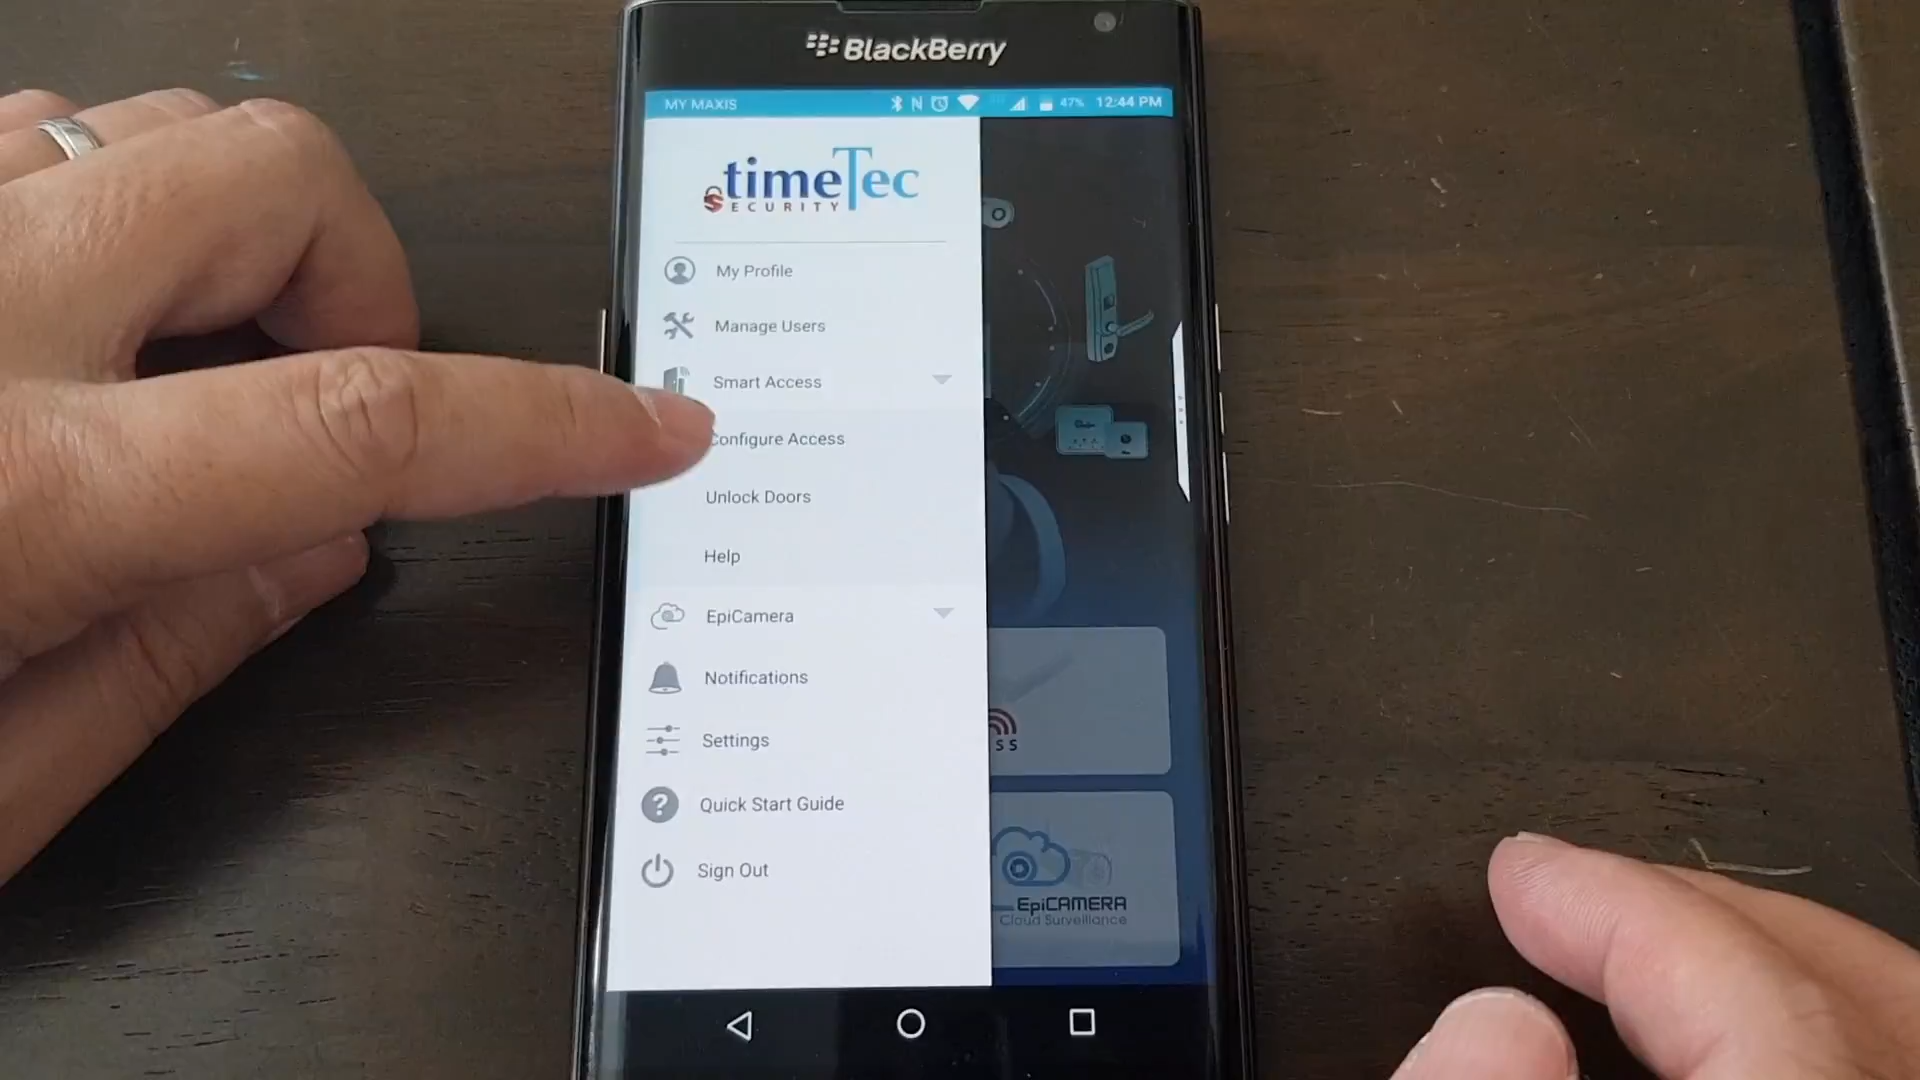 BlackBerry
MY MAXIS 47% 12:44 PM
timeTec
SECURITY
My Profile
Manage Users
Smart Access
Configure Access
Unlock Doors
Help
EpiCamera
Notifications
Settings
Quick Start Guide
Sign Out
SS
EpiCAMERA
Cloud Surveillance